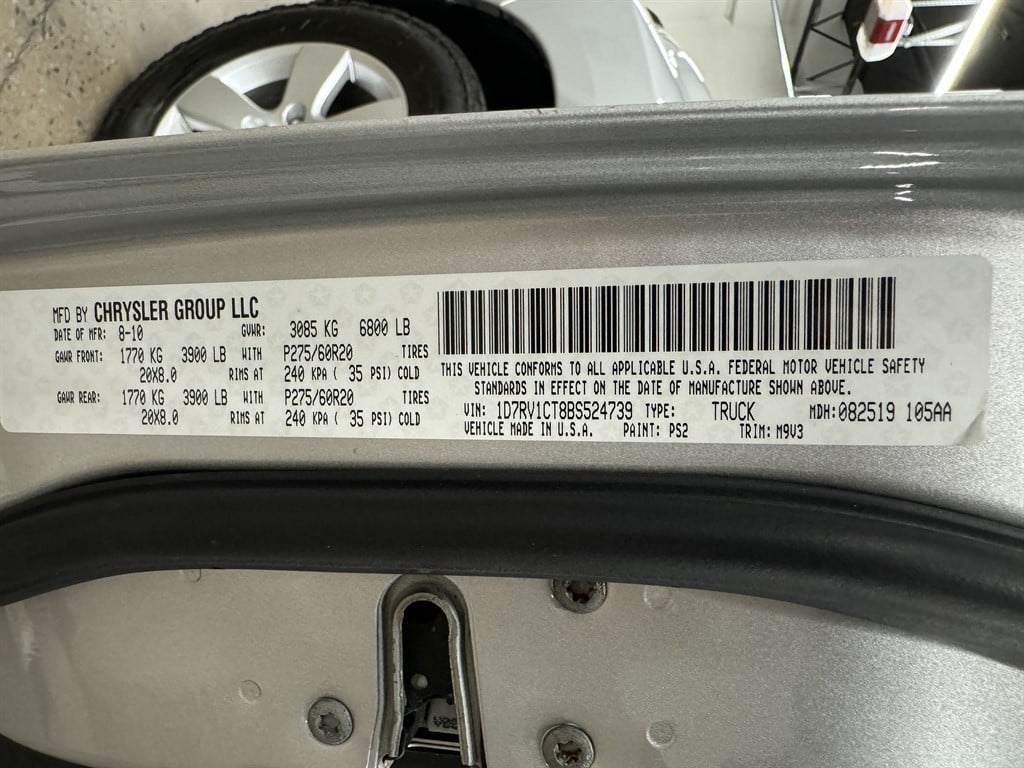 MFD BY CHRYSLER GROUP LLC
DATE OF MFR: 8-10 GVWR: 3085 KG 6800 LB
GAWR FRONT: 1770 KG 3900 LB WITH P275/60R20 TIRES
20X8.0 RIMS AT 240 KPA ( 35 PSI) COLD
GAWR REAR: 1770 KG 3900 LB WITH P275/60R20 TIRES
20X8.0 RIMS AT 240 KPA ( 35 PSI) COLD
THIS VEHICLE CONFORMS TO ALL APPLICABLE U.S.A. FEDERAL MOTOR VEHICLE SAFETY
STANDARDS IN EFFECT ON THE DATE OF MANUFACTURE SHOWN ABOVE.
VIN: 1D7RV1CT8BS524739 TYPE: TRUCK MDH:082519 105AA
VEHICLE MADE IN U.S.A. PAINT: PS2 TRIM: M9V3